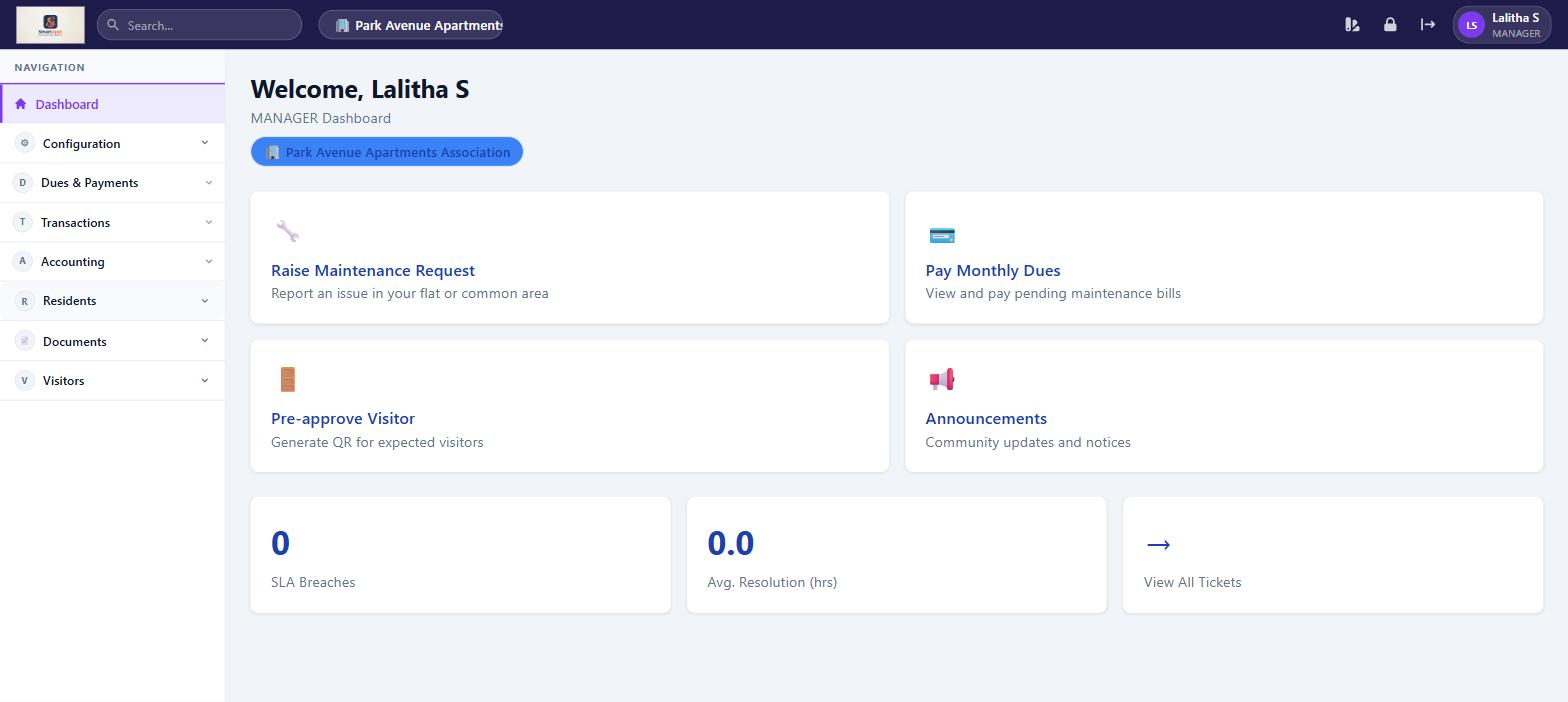 Search...
Park Avenue Apartments
LS
Lalitha S
MANAGER
NAVIGATION
Dashboard
Configuration
D Dues & Payments
T Transactions
A Accounting
R Residents
Documents
V Visitors
Welcome, Lalitha S
MANAGER Dashboard
Park Avenue Apartments Association
Raise Maintenance Request
Report an issue in your flat or common area
Pay Monthly Dues
View and pay pending maintenance bills
Pre-approve Visitor
Generate QR for expected visitors
Announcements
Community updates and notices
0
SLA Breaches
0.0
Avg. Resolution (hrs)
→
View All Tickets